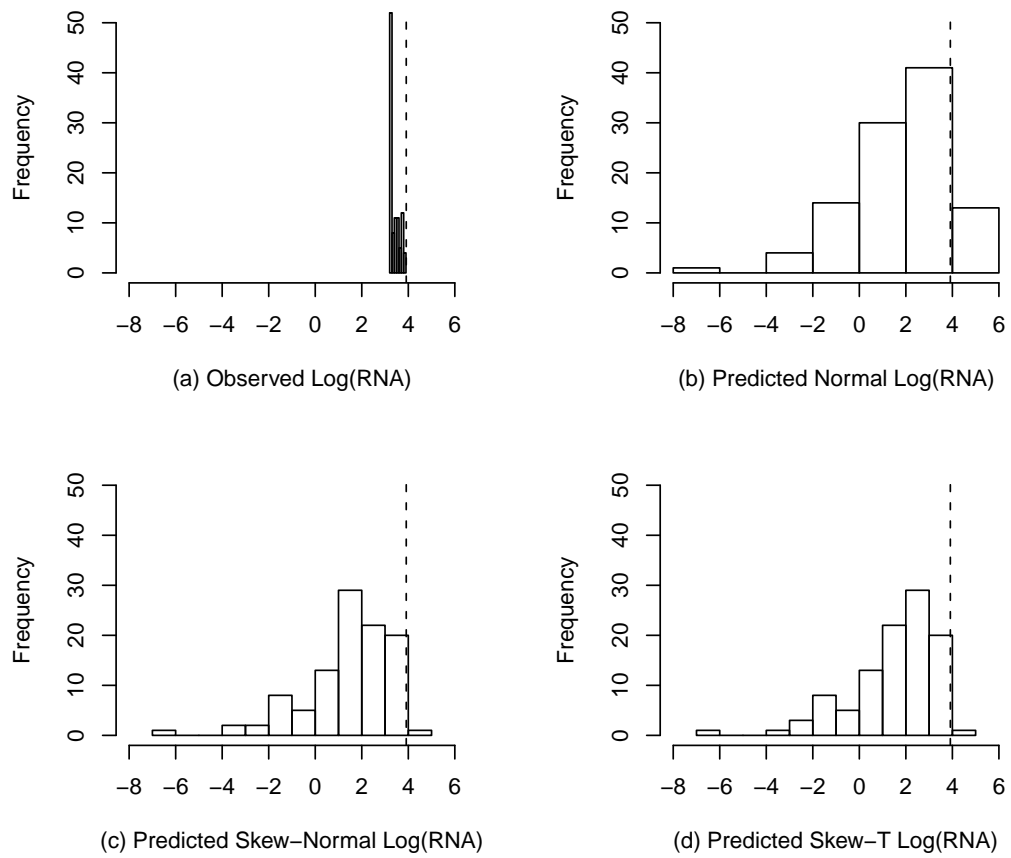 50
40
30
20
10
0
Frequency
−8 −6 −4 −2 0 2 4 6
(a) Observed Log(RNA)
50
40
30
20
10
0
Frequency
−8 −6 −4 −2 0 2 4 6
(b) Predicted Normal Log(RNA)
50
40
30
20
10
0
Frequency
−8 −6 −4 −2 0 2 4 6
(c) Predicted Skew−Normal Log(RNA)
50
40
30
20
10
0
Frequency
−8 −6 −4 −2 0 2 4 6
(d) Predicted Skew−T Log(RNA)